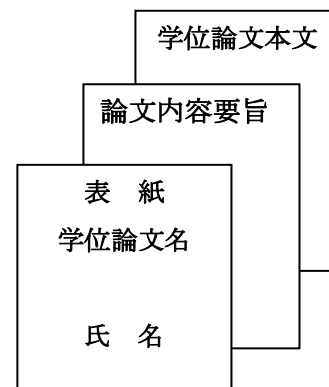 学位論文本文
論文内容要旨
表　紙
学位論文名
氏　名